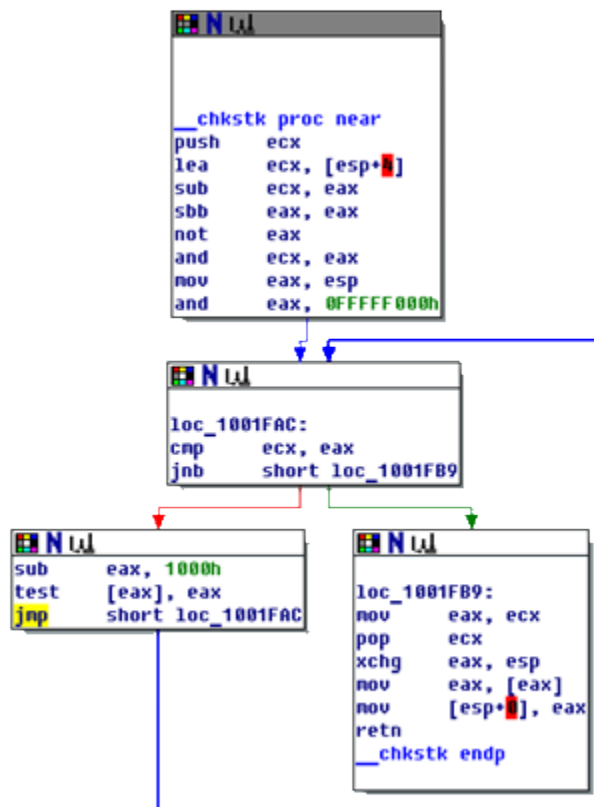 __chkstk proc near
push ecx
lea ecx, [esp+4]
sub ecx, eax
sbb eax, eax
not eax
and ecx, eax
mov eax, esp
and eax, 0FFFFF000h
loc_1001FAC:
cmp ecx, eax
jnb short loc_1001FB9
sub eax, 1000h
test [eax], eax
jmp short loc_1001FAC
loc_1001FB9:
mov eax, ecx
pop ecx
xchg eax, esp
mov eax, [eax]
mov [esp+0], eax
retn
__chkstk endp